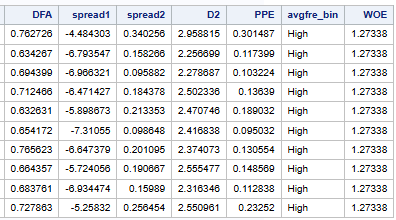 DFA spread1 spread2 D2 PPE avgfre_bin WOE
0.762726 -4.484303 0.340256 2.958815 0.301487 High 1.27338
0.634267 -6.793547 0.158266 2.256699 0.117399 High 1.27338
0.694399 -6.966321 0.095882 2.278687 0.103224 High 1.27338
0.712466 -6.471427 0.184378 2.502336 0.13639 High 1.27338
0.632631 -5.898673 0.213353 2.470746 0.189032 High 1.27338
0.654172 -7.31055 0.098648 2.416838 0.095032 High 1.27338
0.765623 -6.647379 0.201095 2.374073 0.130554 High 1.27338
0.664357 -5.724056 0.190667 2.555477 0.148569 High 1.27338
0.683761 -6.934474 0.15989 2.316346 0.112838 High 1.27338
0.727863 -5.25832 0.256454 2.550961 0.23252 High 1.27338